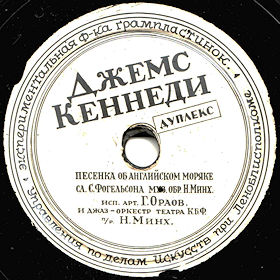 экспериментальная ф-ка грампластинок.
Управления по делам Искусств при Леноблисполкоме.
ДЖЕМС
КЕННЕДИ
ДУПЛЕКС
ПЕСЕНКА ОБ АНГЛИЙСКОМ МОРЯКЕ
СЛ. С. ФОГЕЛЬСОНА МУЗ. ОБР. Н. МИНХ.
ИСП. АРТ. Г. ОРЛОВ.
И ДЖАЗ-ОРКЕСТР ТЕАТРА КБФ
П/У Н. МИНХ.